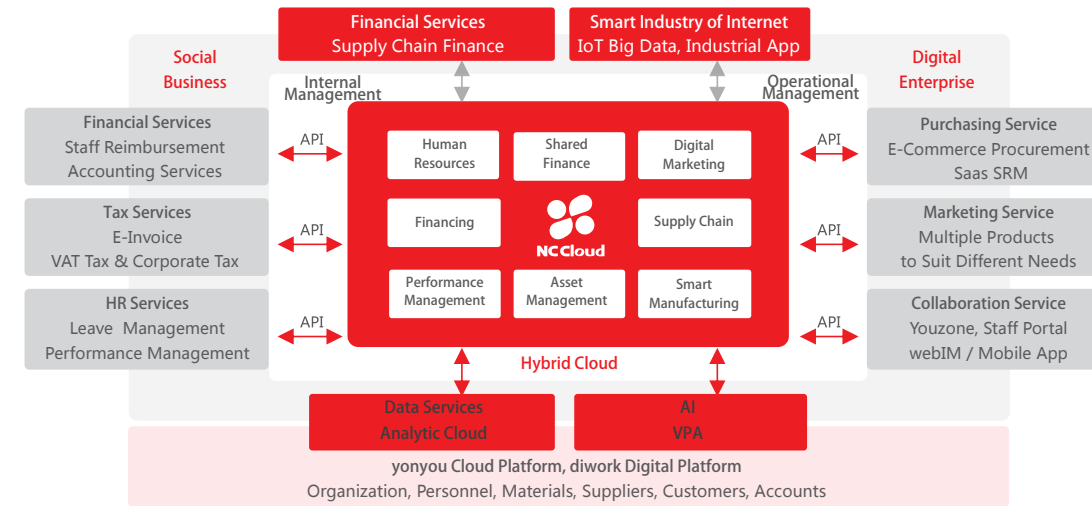 Financial Services
Supply Chain Finance
Smart Industry of Internet
IoT Big Data, Industrial App
Social
Business
Digital
Enterprise
Internal
Management
Operational
Management
Financial Services
Staff Reimbursement
Accounting Services
API
Human
Resources
Shared
Finance
Digital
Marketing
API
Purchasing Service
E-Commerce Procurement
Saas SRM
Tax Services
E-Invoice
VAT Tax & Corporate Tax
API
Financing
NC Cloud
Supply Chain
API
Marketing Service
Multiple Products
to Suit Different Needs
HR Services
Leave Management
Performance Management
API
Performance
Management
Asset
Management
Smart
Manufacturing
API
Collaboration Service
Youzone, Staff Portal
webIM / Mobile App
Hybrid Cloud
Data Services
Analytic Cloud
AI
VPA
yonyou Cloud Platform, diwork Digital Platform
Organization, Personnel, Materials, Suppliers, Customers, Accounts